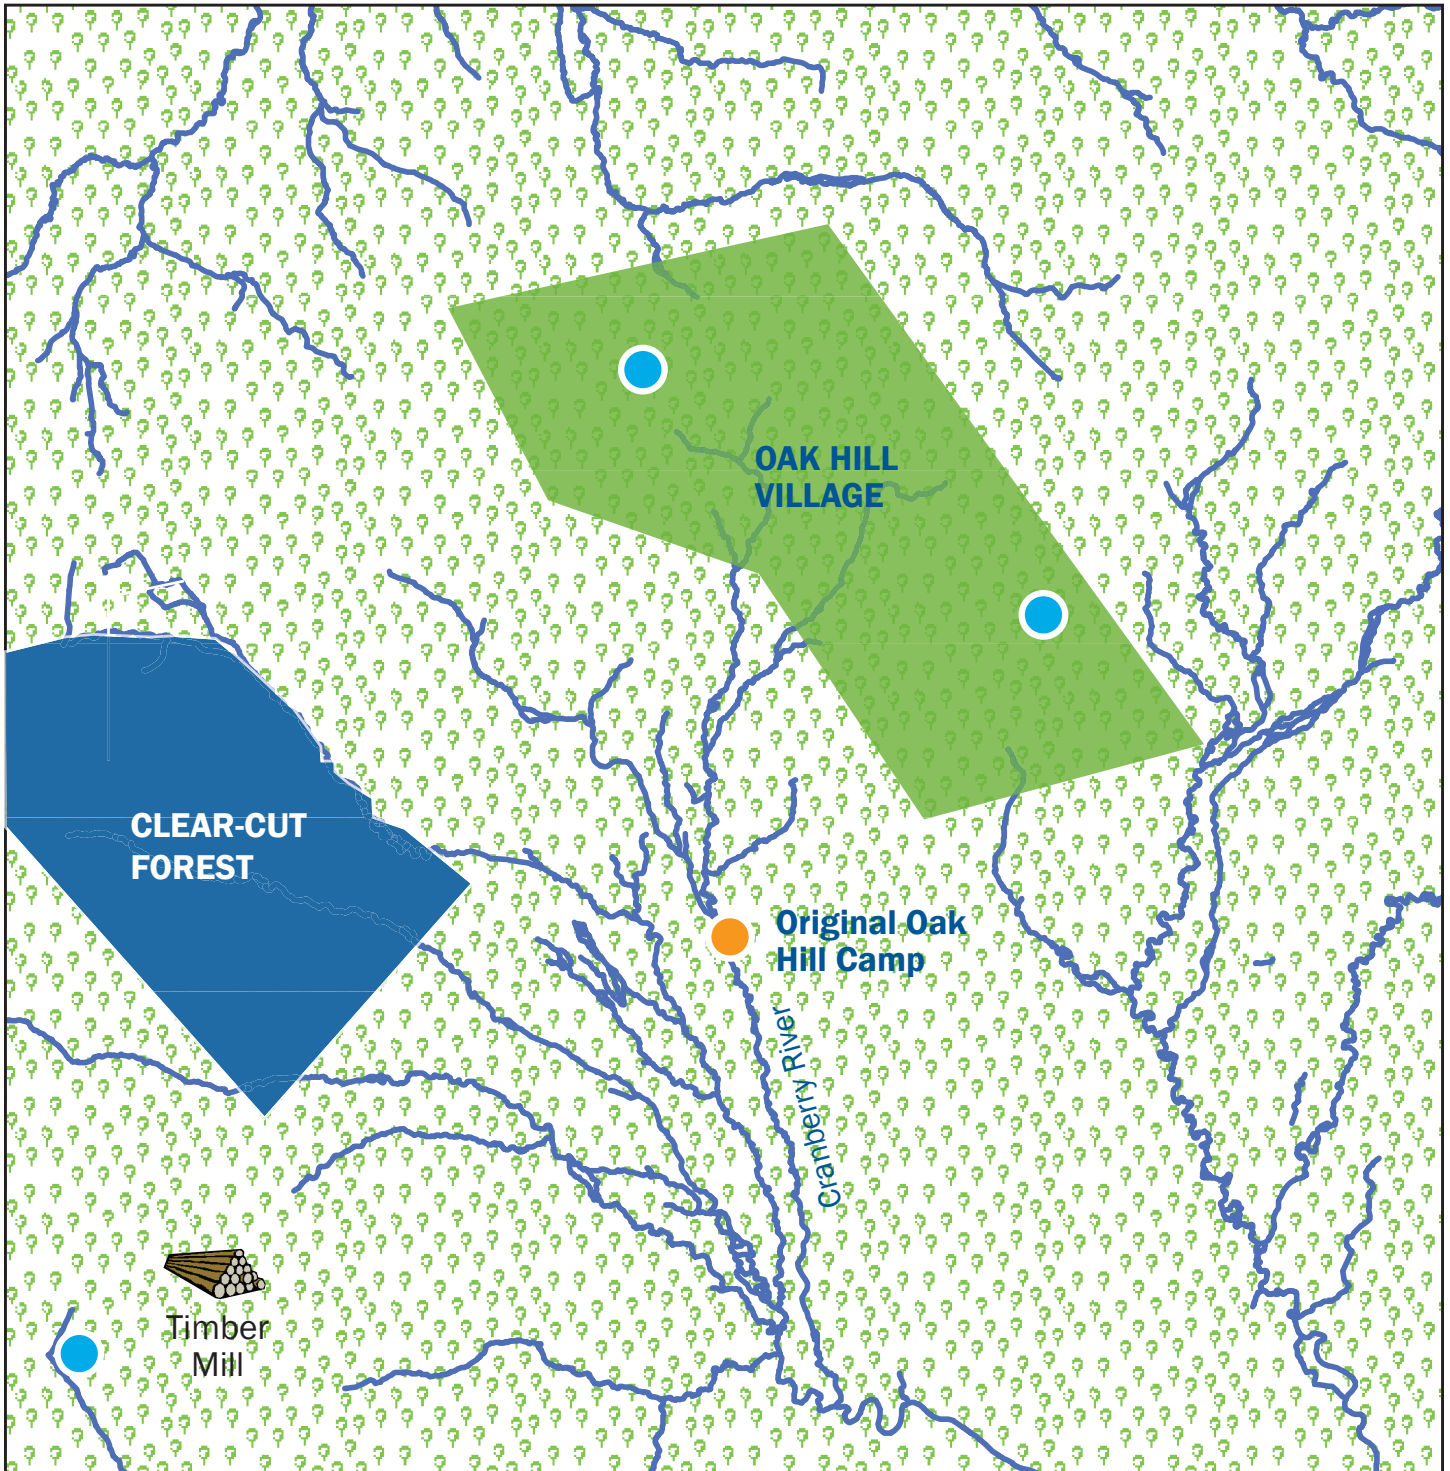 OAK HILL
VILLAGE
CLEAR-CUT
FOREST
Original Oak
Hill Camp
Cranberry River
Timber
Mill